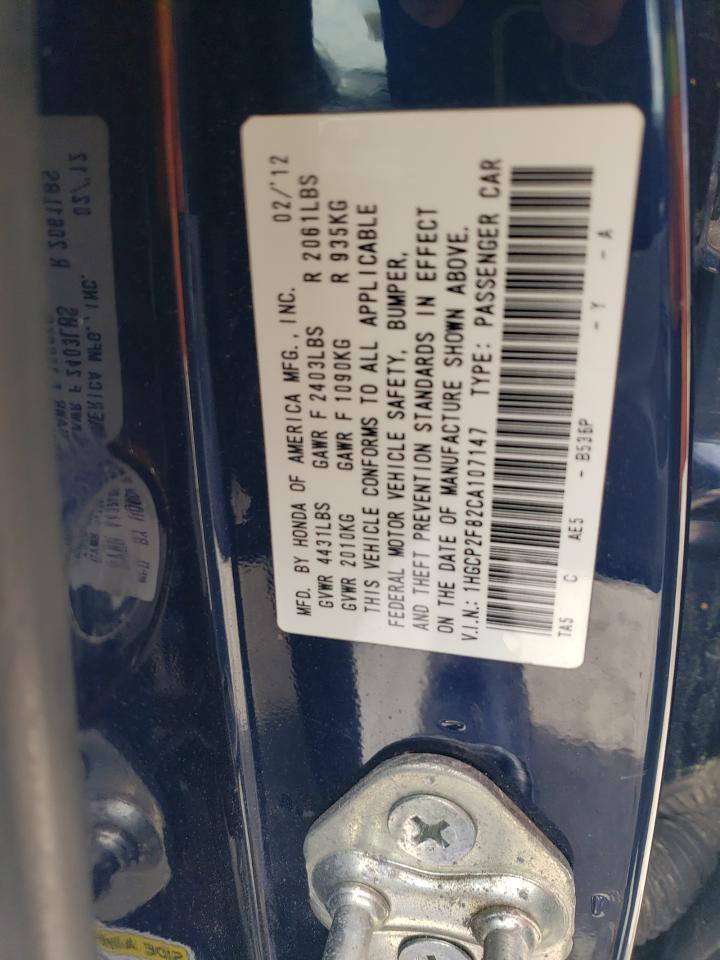 MFD. BY HONDA OF AMERICA MFG., INC. 02/'12
GVWR 4431LBS GAWR F 2403LBS R 2061LBS
GVWR 2010KG GAWR F 1090KG R 935KG
THIS VEHICLE CONFORMS TO ALL APPLICABLE
FEDERAL MOTOR VEHICLE SAFETY, BUMPER,
AND THEFT PREVENTION STANDARDS IN EFFECT
ON THE DATE OF MANUFACTURE SHOWN ABOVE.
V.I.N.: 1HGCP2F82CA107147 TYPE: PASSENGER CAR
TA5 C AE5 - B536P - Y - A